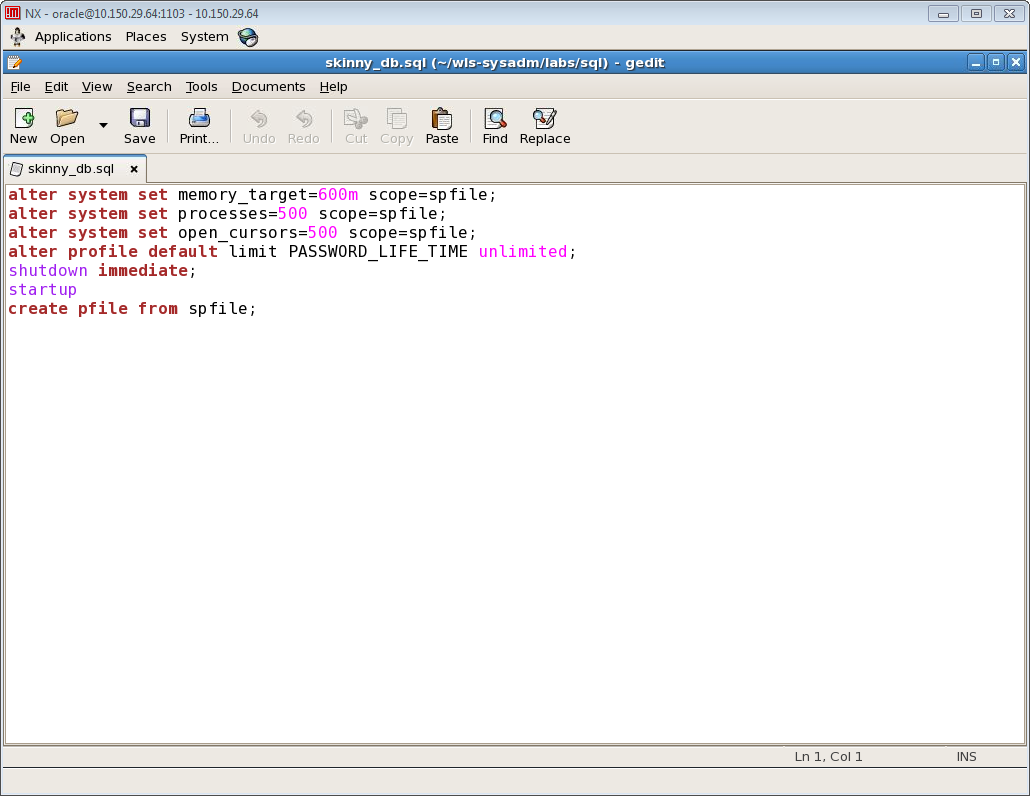 NX - oracle@10.150.29.64:1103 - 10.150.29.64
Applications Places System
skinny_db.sql (~/wls-sysadm/labs/sql) - gedit
File Edit View Search Tools Documents Help
New Open Save Print... Undo Redo Cut Copy Paste Find Replace
skinny_db.sql
alter system set memory_target=600m scope=spfile;
alter system set processes=500 scope=spfile;
alter system set open_cursors=500 scope=spfile;
alter profile default limit PASSWORD_LIFE_TIME unlimited;
shutdown immediate;
startup
create pfile from spfile;
Ln 1, Col 1 INS